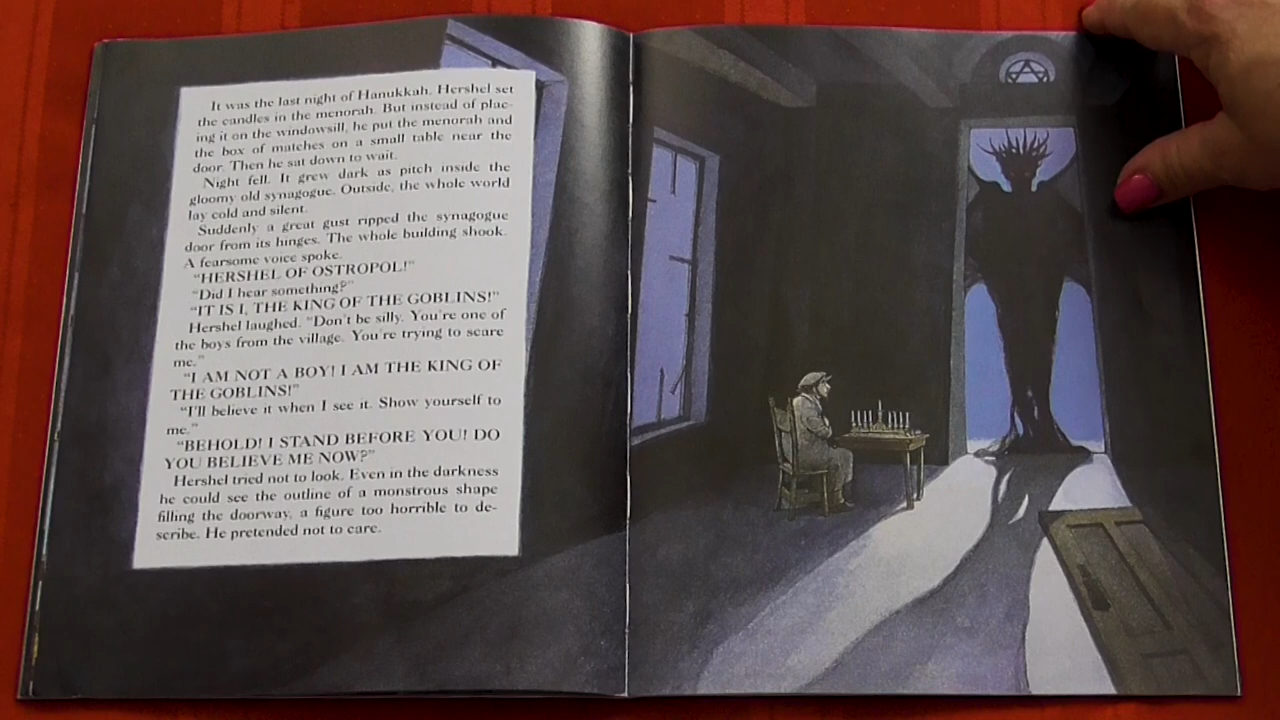 It was the last night of Hanukkah. Hershel set
the candles in the menorah. But instead of plac-
ing it on the windowsill, he put the menorah and
the box of matches on a small table near the
door. Then he sat down to wait.
Night fell. It grew dark as pitch inside the
gloomy old synagogue. Outside, the whole world
lay cold and silent.
Suddenly a great gust ripped the synagogue
door from its hinges. The whole building shook.
A fearsome voice spoke.
"HERSHEL OF OSTROPOL!"
"Did I hear something?"
"IT IS I, THE KING OF THE GOBLINS!"
Hershel laughed. "Don't be silly. You're one of
the boys from the village. You're trying to scare
me."
"I AM NOT A BOY! I AM THE KING OF
THE GOBLINS!"
"I'll believe it when I see it. Show yourself to
me."
"BEHOLD! I STAND BEFORE YOU! DO
YOU BELIEVE ME NOW?"
Hershel tried not to look. Even in the darkness
he could see the outline of a monstrous shape
filling the doorway, a figure too horrible to de-
scribe. He pretended not to care.